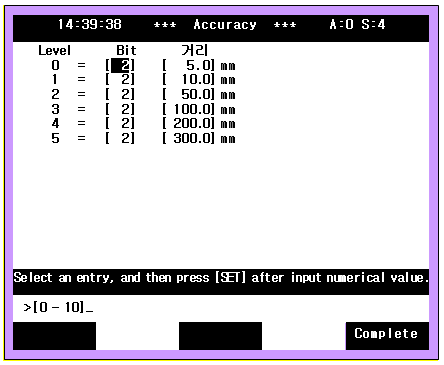 14:39:38 *** Accuracy *** A:0 S:4
Level Bit 거리
0 = [ 2] [ 5.0] mm
1 = [ 2] [ 10.0] mm
2 = [ 2] [ 50.0] mm
3 = [ 2] [ 100.0] mm
4 = [ 2] [ 200.0] mm
5 = [ 2] [ 300.0] mm
Select an entry, and then press [SET] after input numerical value.
>[0 - 10]_
Complete